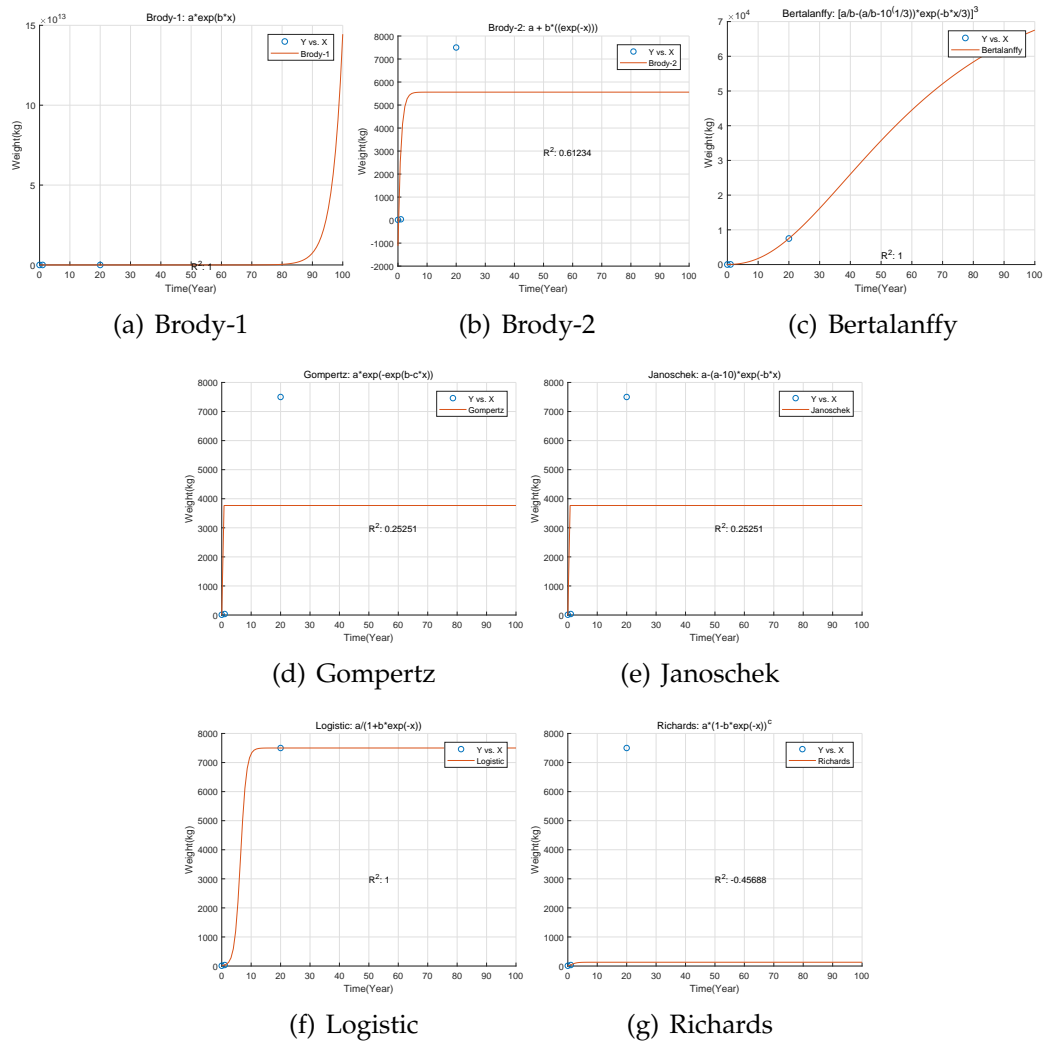 Brody-1: a*exp(b*x)
×10^13
15
10
5
0
0 10 20 30 40 50 60 70 80 90 100
Y vs. X
Brody-1
R^2: 1
Weight(kg)
Time(Year)
(a) Brody-1
Brody-2: a + b*((exp(-x)))
8000
7000
6000
5000
4000
3000
2000
1000
0
-1000
-2000
0 10 20 30 40 50 60 70 80 90 100
Y vs. X
Brody-2
R^2: 0.61234
Weight(kg)
Time(Year)
(b) Brody-2
Bertalanffy: [a/b-(a/b-10^(1/3))*exp(-b*x/3)]^3
×10^4
7
6
5
4
3
2
1
0
0 10 20 30 40 50 60 70 80 90 100
Y vs. X
Bertalanffy
R^2: 1
Weight(kg)
Time(Year)
(c) Bertalanffy
Gompertz: a*exp(-exp(b-c*x))
8000
7000
6000
5000
4000
3000
2000
1000
0
0 10 20 30 40 50 60 70 80 90 100
Y vs. X
Gompertz
R^2: 0.25251
Weight(kg)
Time(Year)
(d) Gompertz
Janoschek: a-(a-10)*exp(-b*x)
8000
7000
6000
5000
4000
3000
2000
1000
0
0 10 20 30 40 50 60 70 80 90 100
Y vs. X
Janoschek
R^2: 0.25251
Weight(kg)
Time(Year)
(e) Janoschek
Logistic: a/(1+b*exp(-x))
8000
7000
6000
5000
4000
3000
2000
1000
0
0 10 20 30 40 50 60 70 80 90 100
Y vs. X
Logistic
R^2: 1
Weight(kg)
Time(Year)
(f) Logistic
Richards: a*(1-b*exp(-x))^c
8000
7000
6000
5000
4000
3000
2000
1000
0
0 10 20 30 40 50 60 70 80 90 100
Y vs. X
Richards
R^2: -0.45688
Weight(kg)
Time(Year)
(g) Richards